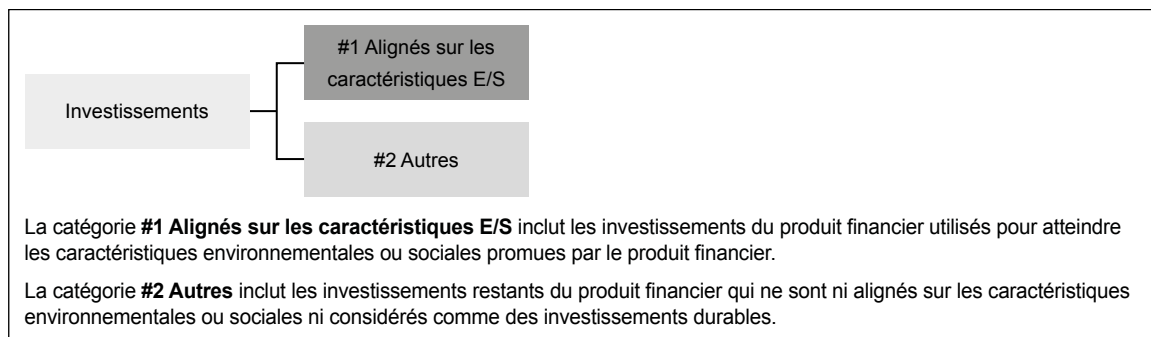 #1 Alignés sur les
caractéristiques E/S
Investissements
#2 Autres
La catégorie #1 Alignés sur les caractéristiques E/S inclut les investissements du produit financier utilisés pour atteindre
les caractéristiques environnementales ou sociales promues par le produit financier.
La catégorie #2 Autres inclut les investissements restants du produit financier qui ne sont ni alignés sur les caractéristiques
environnementales ou sociales ni considérés comme des investissements durables.